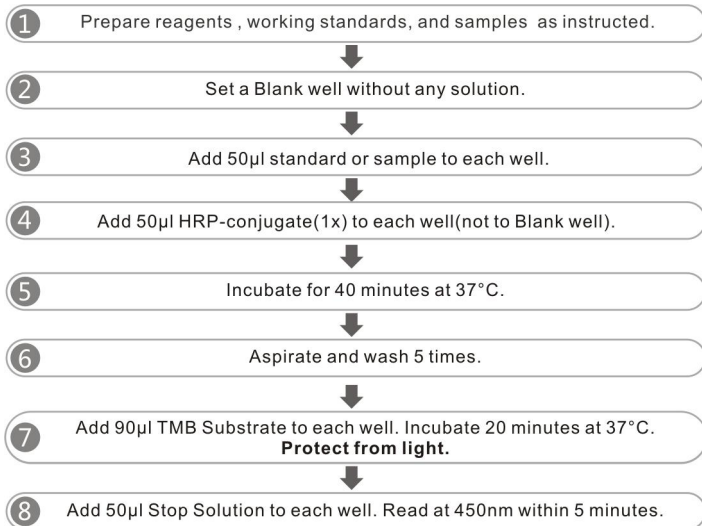 1 Prepare reagents , working standards, and samples as instructed.
2 Set a Blank well without any solution.
3 Add 50μl standard or sample to each well.
4 Add 50μl HRP-conjugate(1x) to each well(not to Blank well).
5 Incubate for 40 minutes at 37°C.
6 Aspirate and wash 5 times.
7 Add 90μl TMB Substrate to each well. Incubate 20 minutes at 37°C.
Protect from light.
8 Add 50μl Stop Solution to each well. Read at 450nm within 5 minutes.